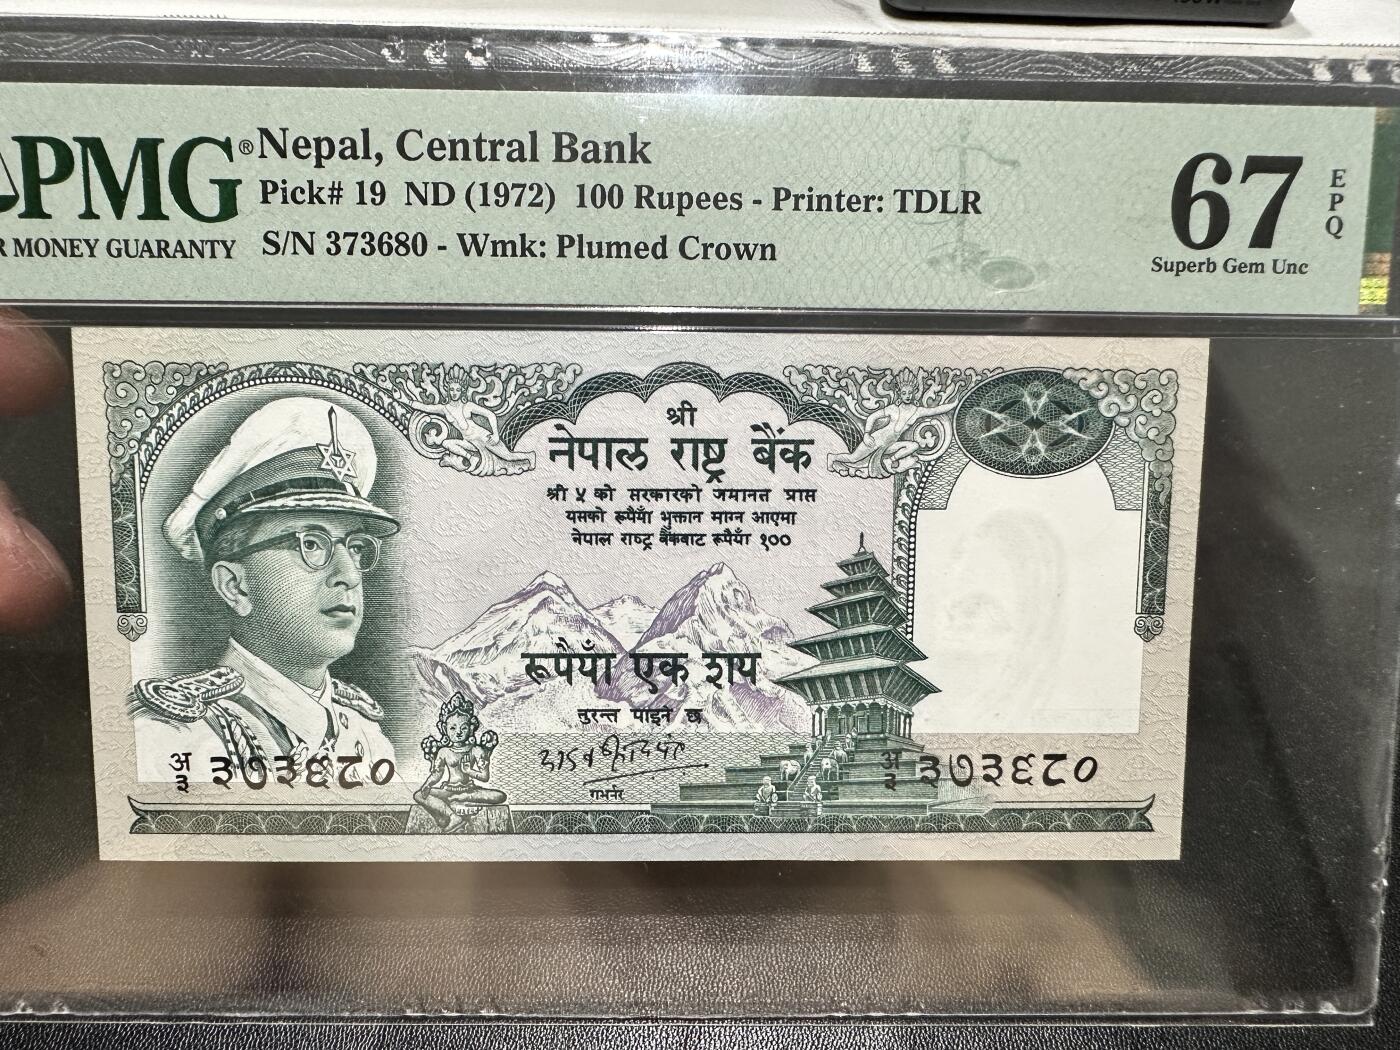 PMG®
R MONEY GUARANTY
Nepal, Central Bank
Pick# 19 ND (1972) 100 Rupees - Printer: TDLR
S/N 373680 - Wmk: Plumed Crown
67
EPQ
Superb Gem Unc
श्री
नेपाल राष्ट्र बैंक
श्री ५ को सरकारको जमानत प्राप्त
यसको रूपैयाँ भुक्तान माग्न आएमा
नेपाल राष्ट्र बैंकबाट रूपैयाँ १००
रूपैयाँ एक शय
तुरन्त पाइने छ
गभर्नर
अ/३ ३७३६८०
अ/३ ३७३६८०